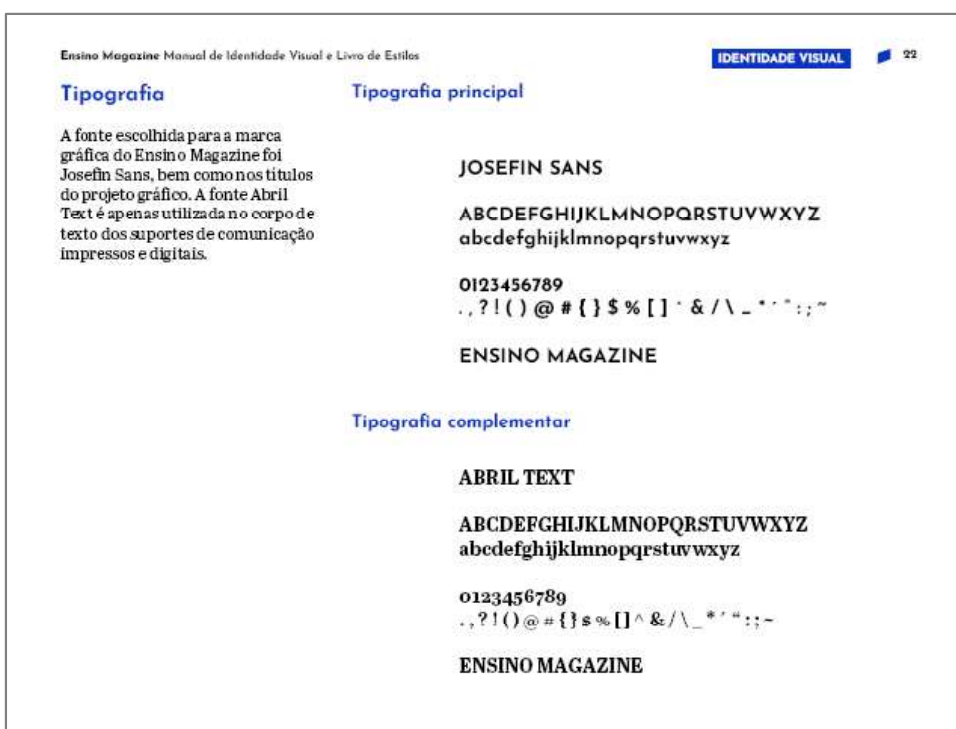 Ensino Magazine Manual de Identidade Visual e Livro de Estilos
IDENTIDADE VISUAL
22
Tipografia
A fonte escolhida para a marca
gráfica do Ensino Magazine foi
Josefin Sans, bem como nos títulos
do projeto gráfico. A fonte Abril
Text é apenas utilizada no corpo de
texto dos suportes de comunicação
impressos e digitais.
Tipografia principal
JOSEFIN SANS
ABCDEFGHIJKLMNOPQRSTUVWXYZ
abcdefghijklmnopqrstuvwxyz
0123456789
. , ? ! ( ) @ # { } $ % [ ] ˆ & / \ _ * ´ " : ; ~
ENSINO MAGAZINE
Tipografia complementar
ABRIL TEXT
ABCDEFGHIJKLMNOPQRSTUVWXYZ
abcdefghijklmnopqrstuvwxyz
0123456789
. , ? ! ( ) @ # { } $ % [ ] ^ & / \ _ * ´ “ : ; ~
ENSINO MAGAZINE